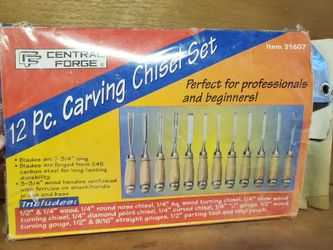 CENTRAL
FORGE®
Item 31607
12 Pc. Carving Chisel Set
Perfect for professionals
and beginners!
• Blades are 7-3/4" long
• Blades are forged from C45
carbon steel for long-lasting
durability
• 3-3/4" wood handles reinforced
with ferrules on shank/handle
and base
Includes:
1/2" & 1/4" wood, 1/4" round nose chisel, 1/4" sq. wood turning chisel, 1/4" skew wood
turning chisel, 1/4" diamond point chisel, 1/4" curved chisel, 1/4" "U" gouge, 1/2" wood
turning gouge, 1/2" & 9/16" straight gouges, 1/2" parting tool and vinyl pouch.